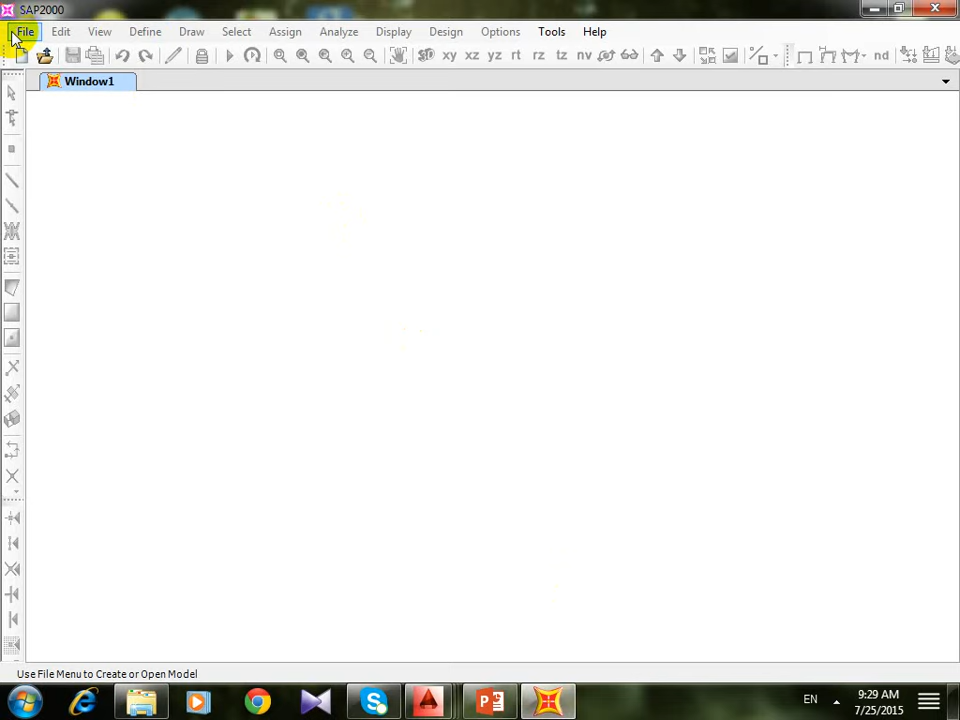 SAP2000
File Edit View Define Draw Select Assign Analyze Display Design Options Tools Help
3D xy xz yz rt rz tz nv nd
Window1
Use File Menu to Create or Open Model
EN
9:29 AM
7/25/2015